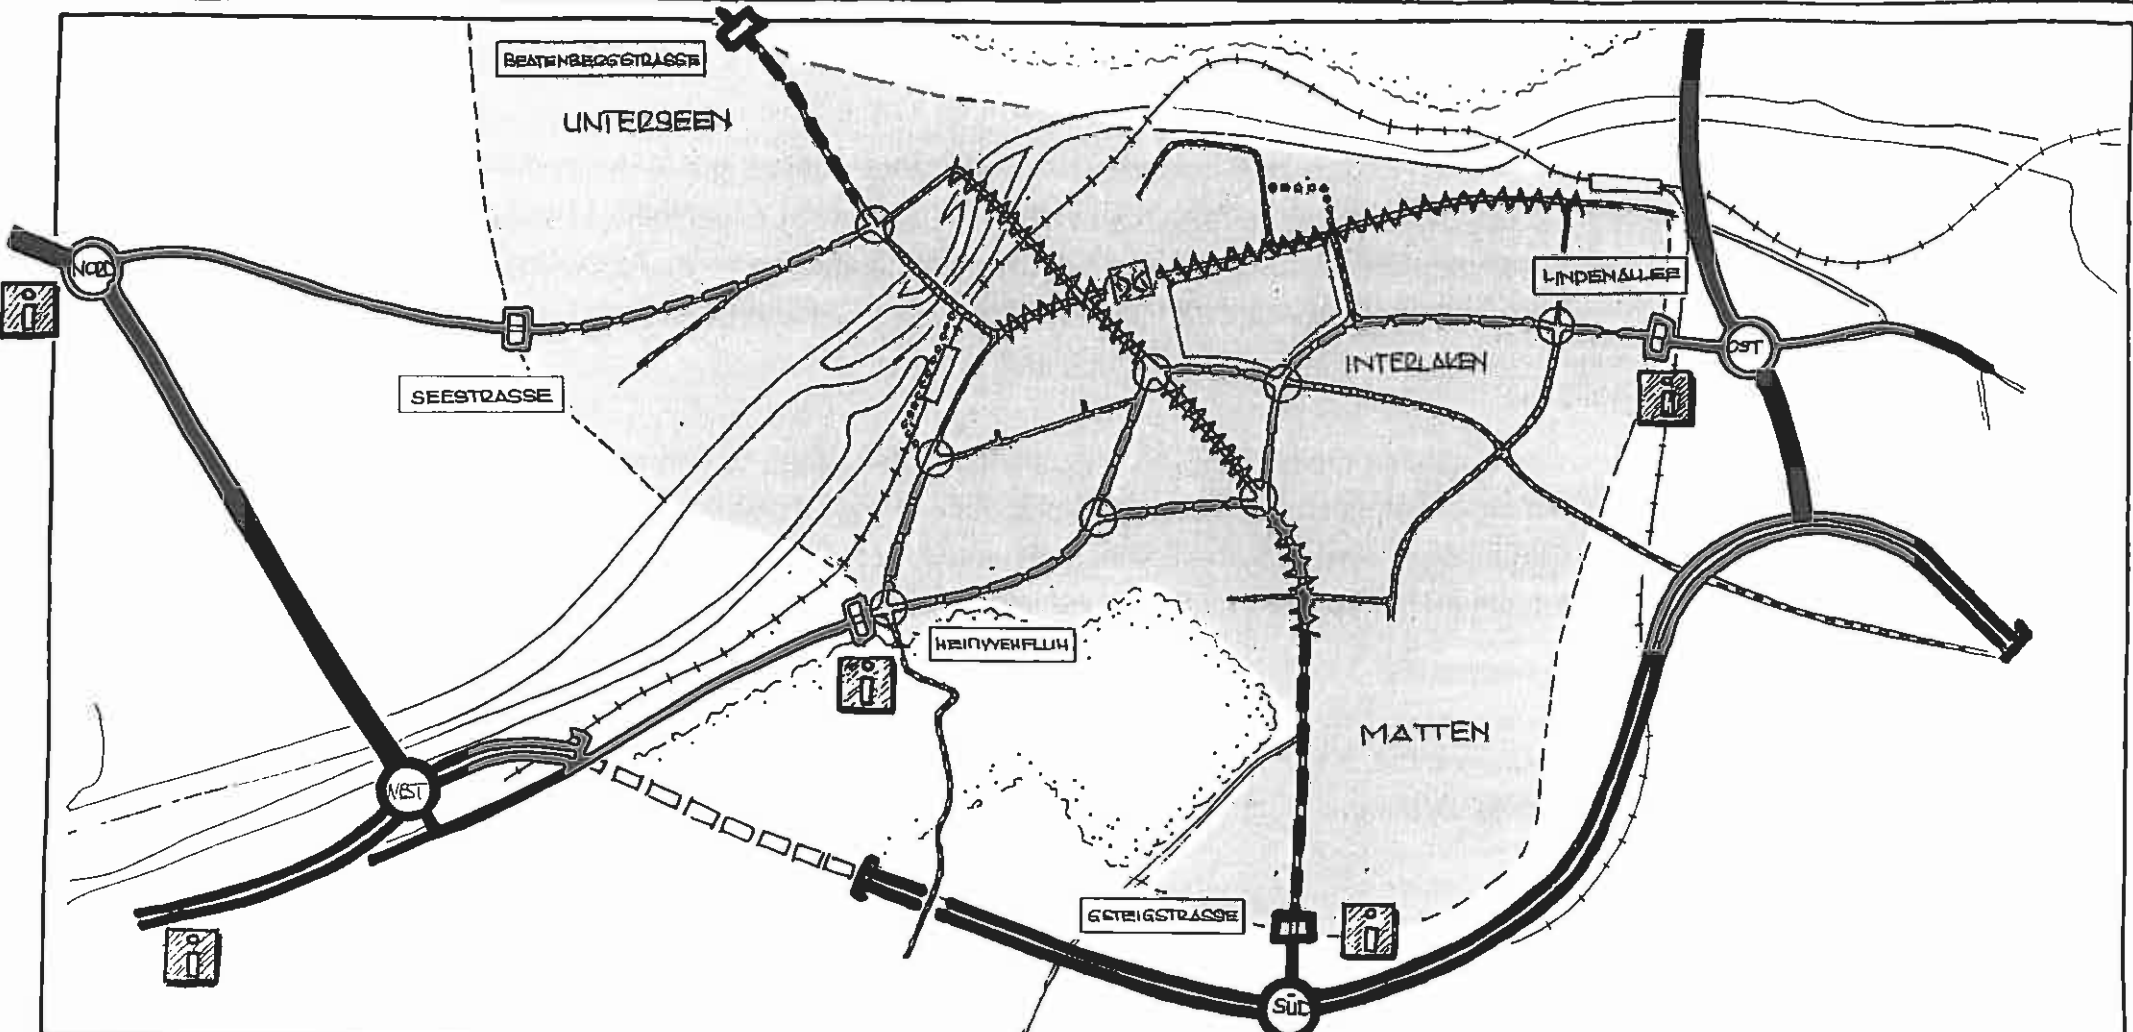 BEATENBERGSTRASSE
UNTERSEEN
NORD
i
LINDENALLEE
OST
SEESTRASSE
INTERLAKEN
i
HEIMWEHFLUH
i
MATTEN
WEST
GSTEIGSTRASSE
i
i
SÜD